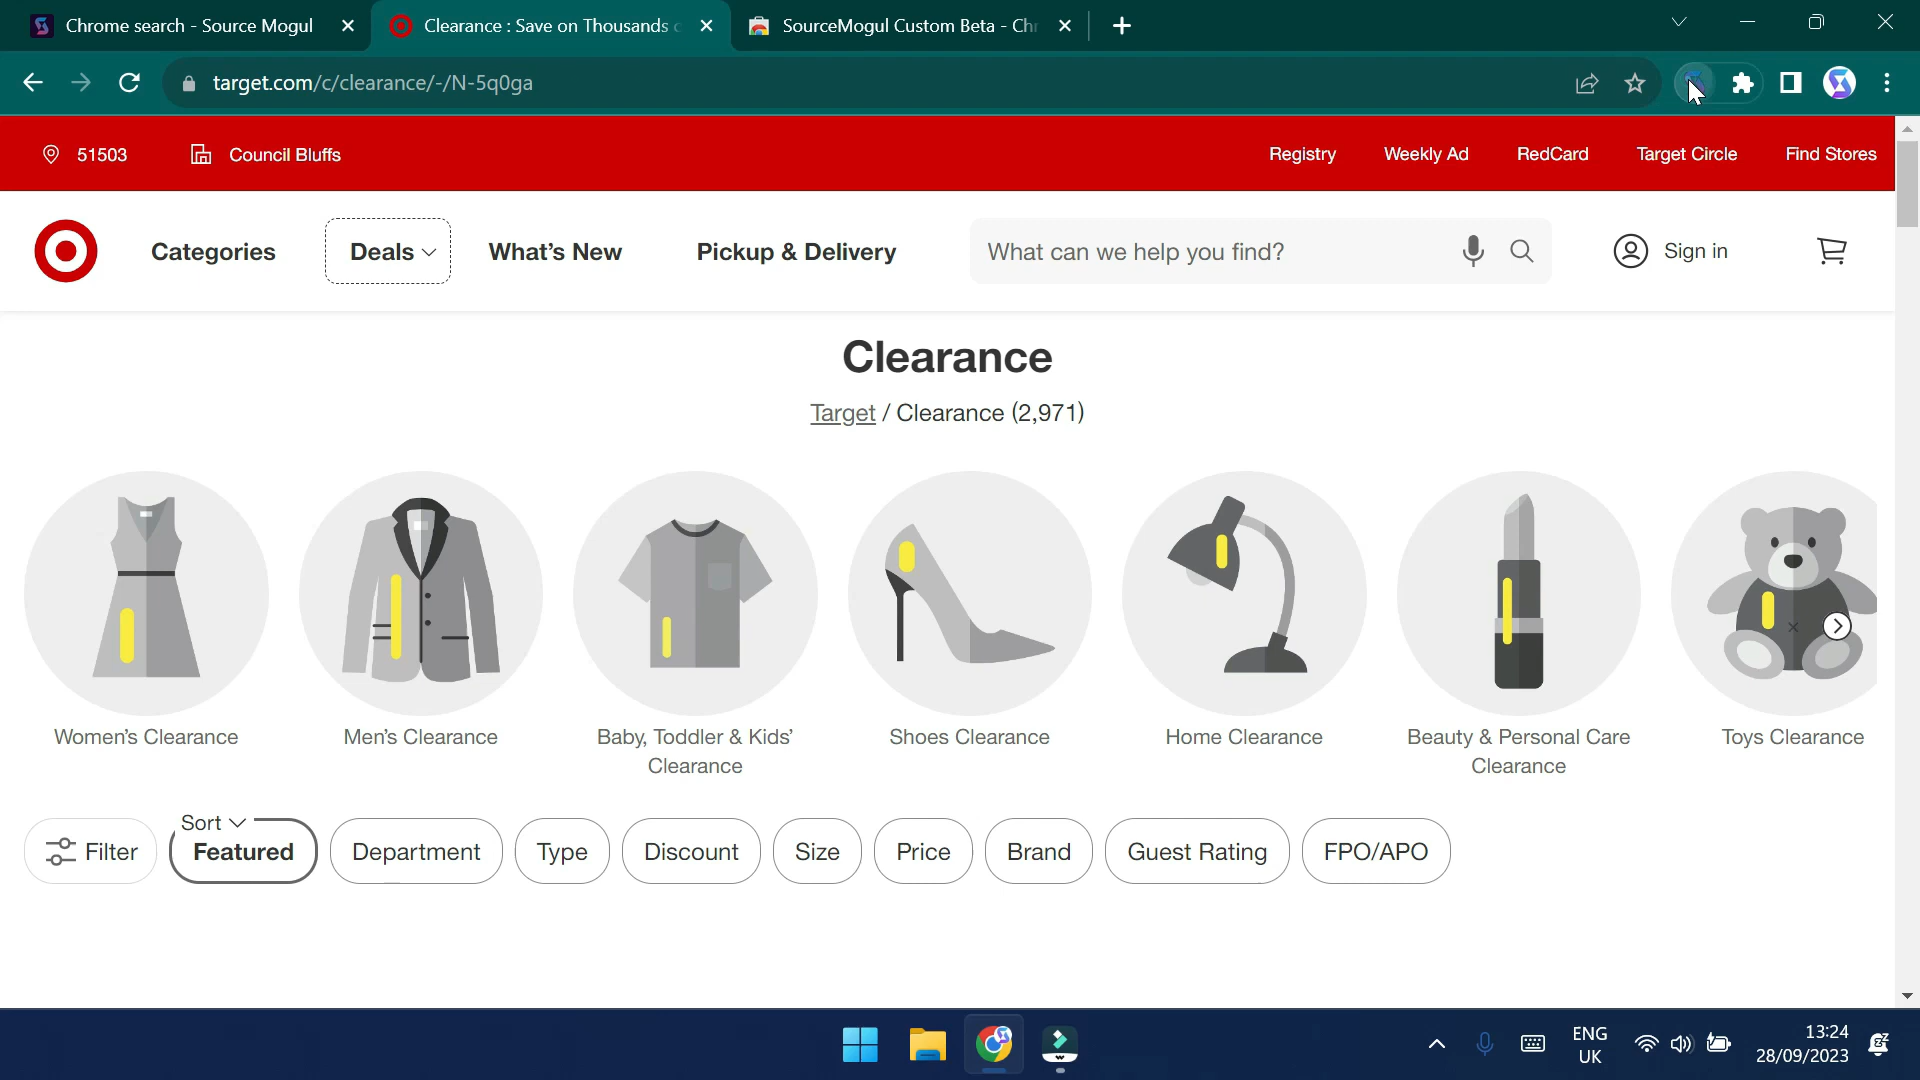 Chrome search - Source Mogul
Clearance : Save on Thousands
SourceMogul Custom Beta - Ch
target.com/c/clearance/-/N-5q0ga
51503
Council Bluffs
Registry
Weekly Ad
RedCard
Target Circle
Find Stores
Categories
Deals
What's New
Pickup & Delivery
What can we help you find?
Sign in
Clearance
Target / Clearance (2,971)
Women's Clearance
Men's Clearance
Baby, Toddler & Kids'
Clearance
Shoes Clearance
Home Clearance
Beauty & Personal Care
Clearance
Toys Clearance
Filter
Sort
Featured
Department
Type
Discount
Size
Price
Brand
Guest Rating
FPO/APO
ENG
UK
13:24
28/09/2023